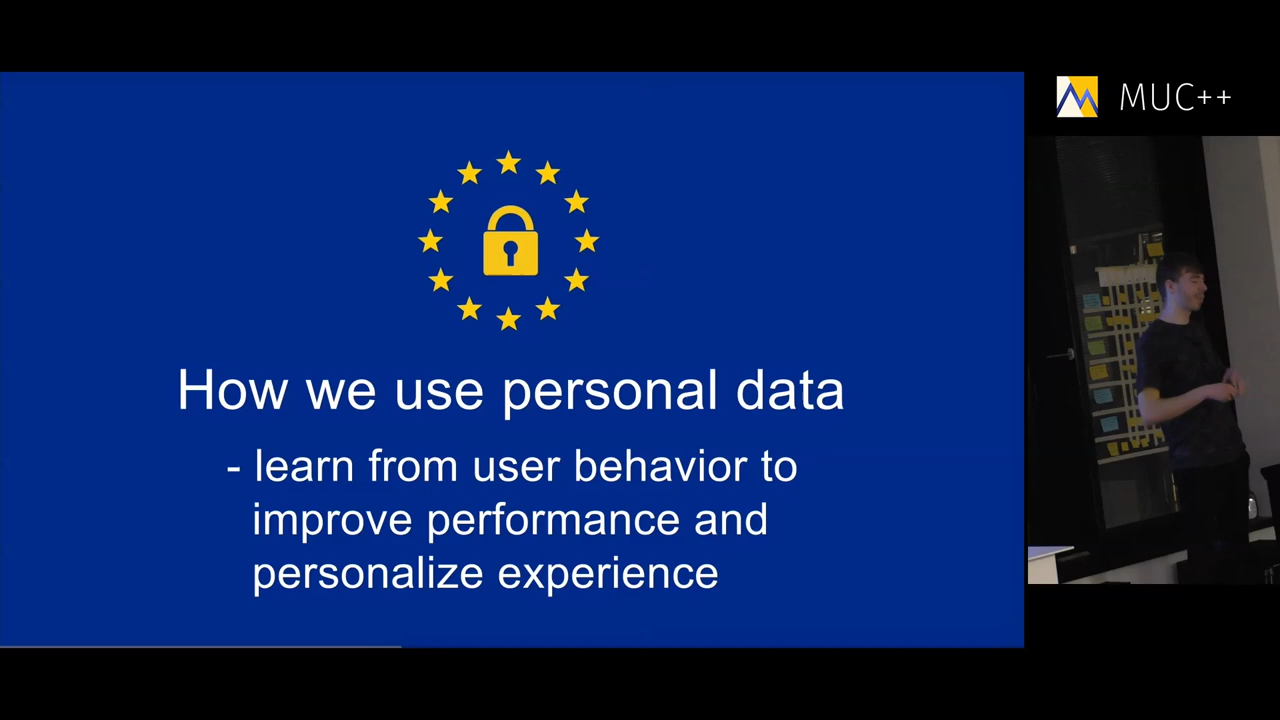 MUC++
How we use personal data
- learn from user behavior to
improve performance and
personalize experience